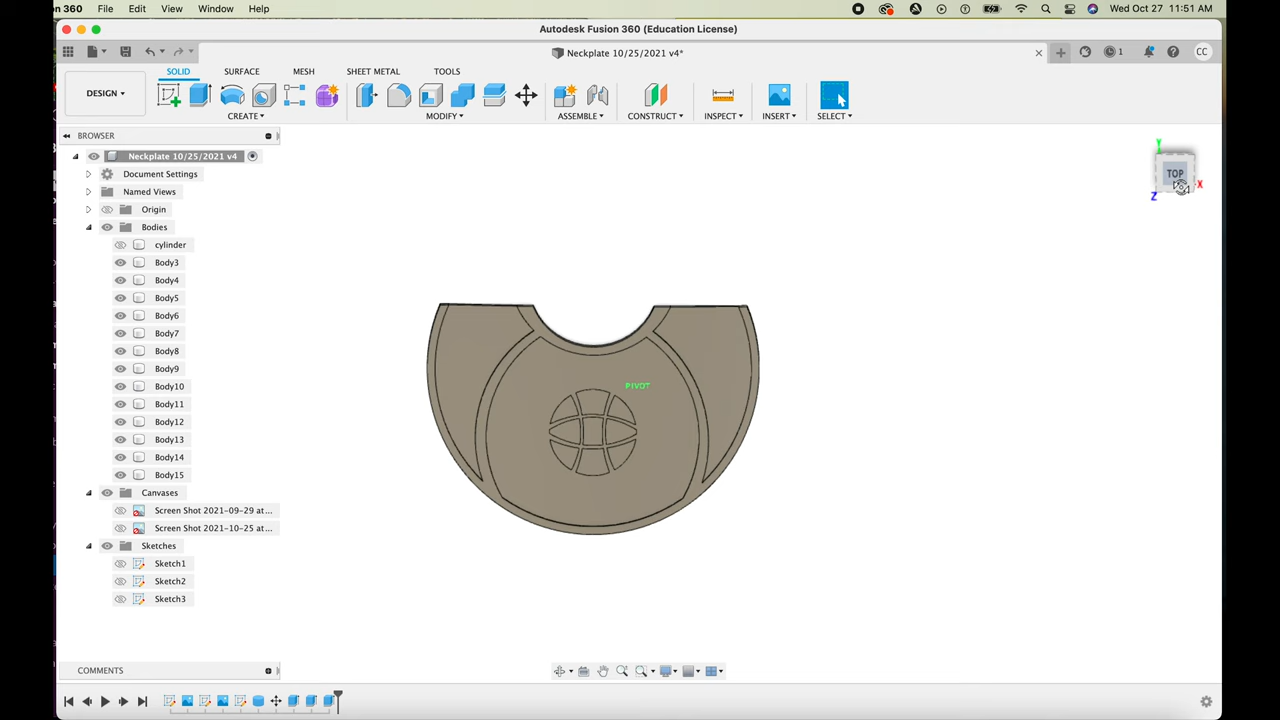 on 360 File Edit View Window Help Wed Oct 27 11:51 AM
Autodesk Fusion 360 (Education License)
Neckplate 10/25/2021 v4*
1
CC
SOLID SURFACE MESH SHEET METAL TOOLS
DESIGN
CREATE MODIFY ASSEMBLE CONSTRUCT INSPECT INSERT SELECT
BROWSER
Neckplate 10/25/2021 v4
Document Settings
Named Views
Origin
Bodies
cylinder
Body3
Body4
Body5
Body6
Body7
Body8
Body9
Body10
Body11
Body12
Body13
Body14
Body15
Canvases
Screen Shot 2021-09-29 at...
Screen Shot 2021-10-25 at...
Sketches
Sketch1
Sketch2
Sketch3
Y
TOP
X
Z
PIVOT
COMMENTS